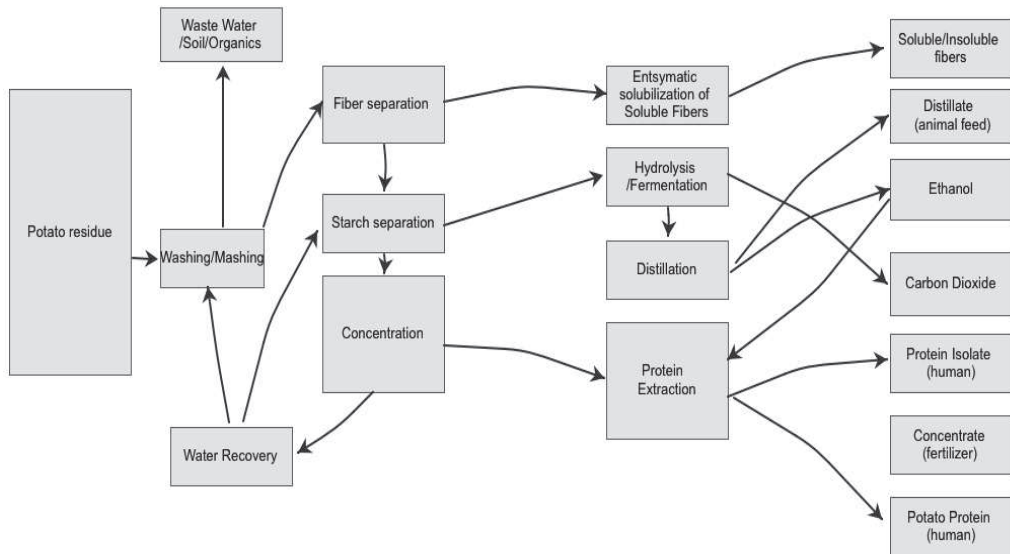 Waste Water
/Soil/Organics
Potato residue
Washing/Mashing
Water Recovery
Fiber separation
Starch separation
Concentration
Entsymatic
solubilization of
Soluble Fibers
Hydrolysis
/Fermentation
Distillation
Protein
Extraction
Soluble/Insoluble
fibers
Distillate
(animal feed)
Ethanol
Carbon Dioxide
Protein Isolate
(human)
Concentrate
(fertilizer)
Potato Protein
(human)